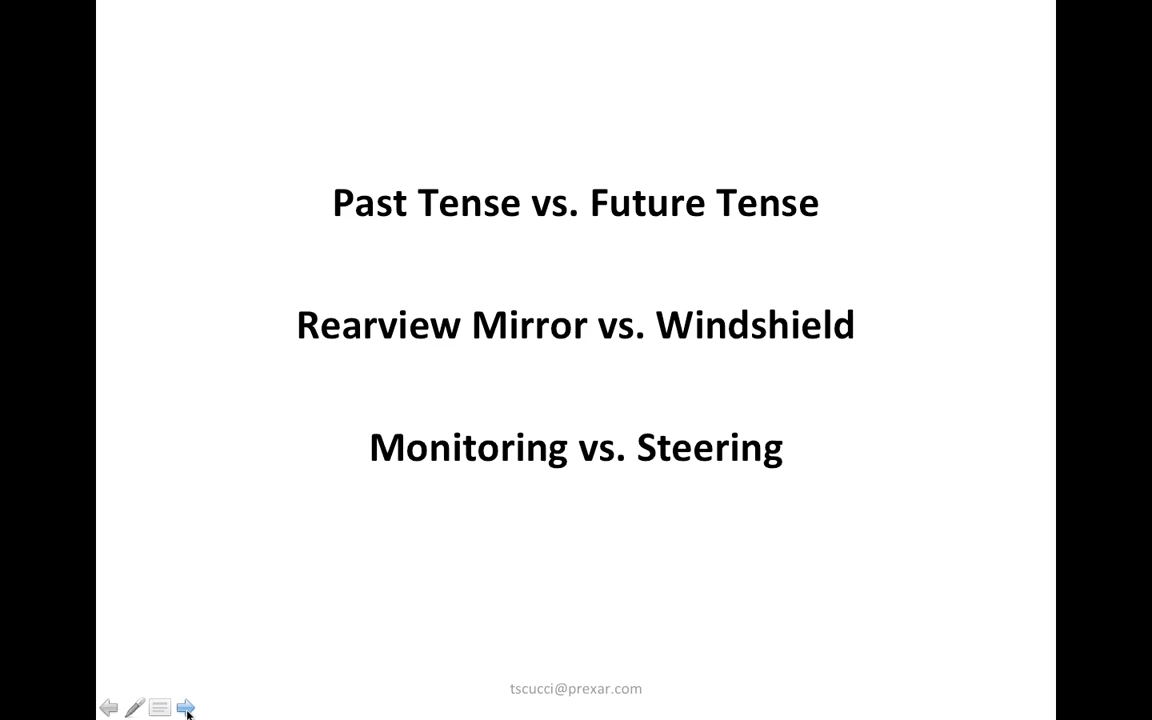 Past Tense vs. Future Tense
Rearview Mirror vs. Windshield
Monitoring vs. Steering
tscucci@prexar.com